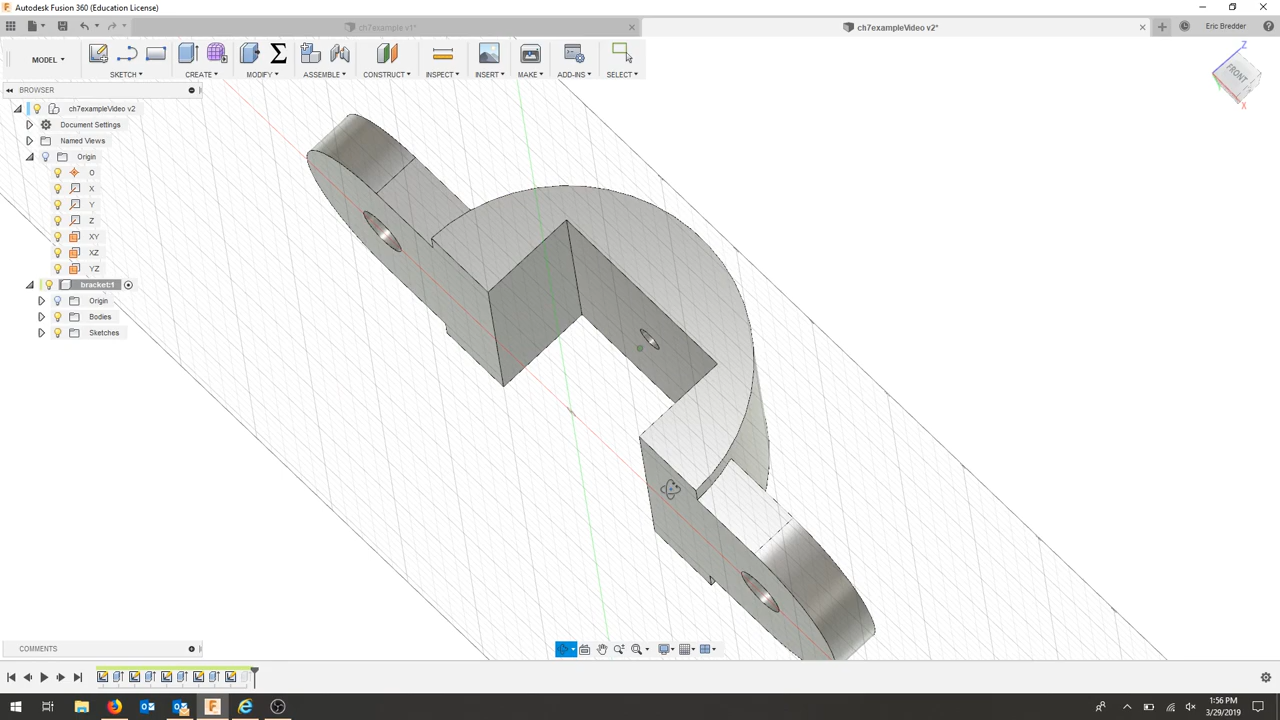 Autodesk Fusion 360 (Education License)
ch7example v1*
ch7exampleVideo v2*
Eric Bredder
MODEL
SKETCH
CREATE
MODIFY
ASSEMBLE
CONSTRUCT
INSPECT
INSERT
MAKE
ADD-INS
SELECT
BROWSER
ch7exampleVideo v2
Document Settings
Named Views
Origin
O
X
Y
Z
XY
XZ
YZ
bracket:1
Origin
Bodies
Sketches
Z
FRONT
X
COMMENTS
1:56 PM
3/29/2019